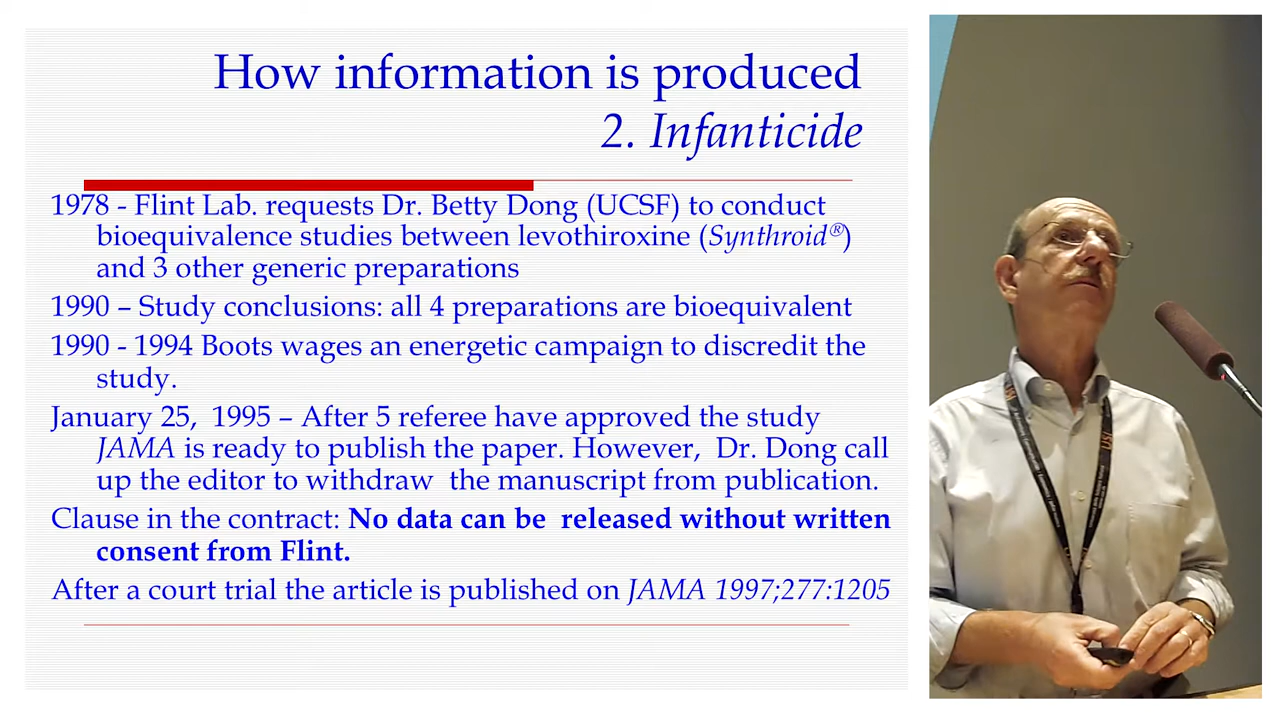 How information is produced
2. Infanticide
1978 - Flint Lab. requests Dr. Betty Dong (UCSF) to conduct
bioequivalence studies between levothiroxine (Synthroid®)
and 3 other generic preparations
1990 – Study conclusions: all 4 preparations are bioequivalent
1990 - 1994 Boots wages an energetic campaign to discredit the
study.
January 25, 1995 – After 5 referee have approved the study
JAMA is ready to publish the paper. However, Dr. Dong call
up the editor to withdraw the manuscript from publication.
Clause in the contract: No data can be released without written
consent from Flint.
After a court trial the article is published on JAMA 1997;277:1205